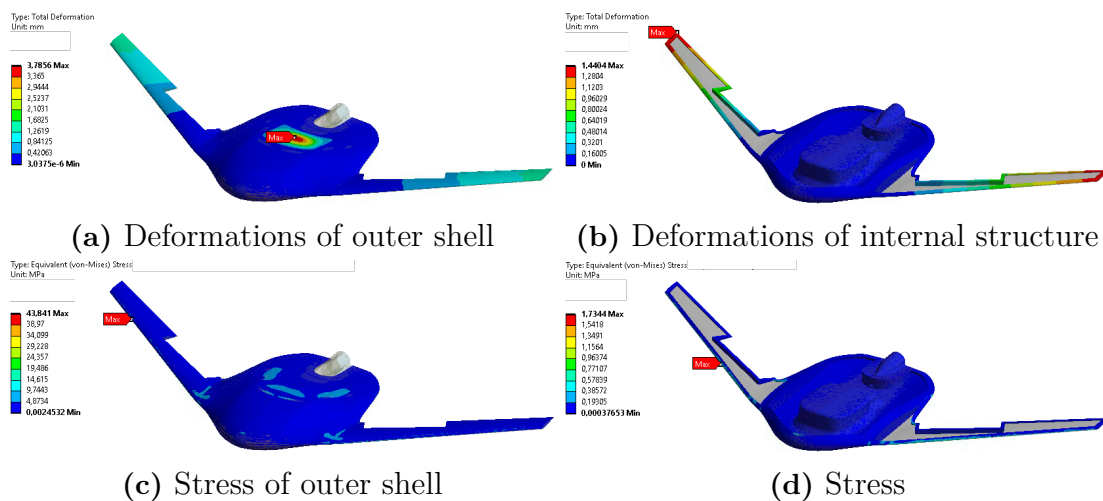 Type: Total Deformation
Unit: mm
3,7856 Max
3,365
2,9444
2,5237
2,1031
1,6825
1,2619
0,84125
0,42063
3,0375e-6 Min
Max
(a) Deformations of outer shell
Type: Total Deformation
Unit: mm
1,4404 Max
1,2804
1,1203
0,96029
0,80024
0,64019
0,48014
0,3201
0,16005
0 Min
Max
(b) Deformations of internal structure
Type: Equivalent (von-Mises) Stress
Unit: MPa
43,841 Max
38,97
34,099
29,228
24,357
19,486
14,615
9,7443
4,8734
0,0024532 Min
Max
(c) Stress of outer shell
Type: Equivalent (von-Mises) Stress
Unit: MPa
1,7344 Max
1,5418
1,3491
1,1564
0,96374
0,77107
0,57839
0,38572
0,19305
0,00037653 Min
Max
(d) Stress